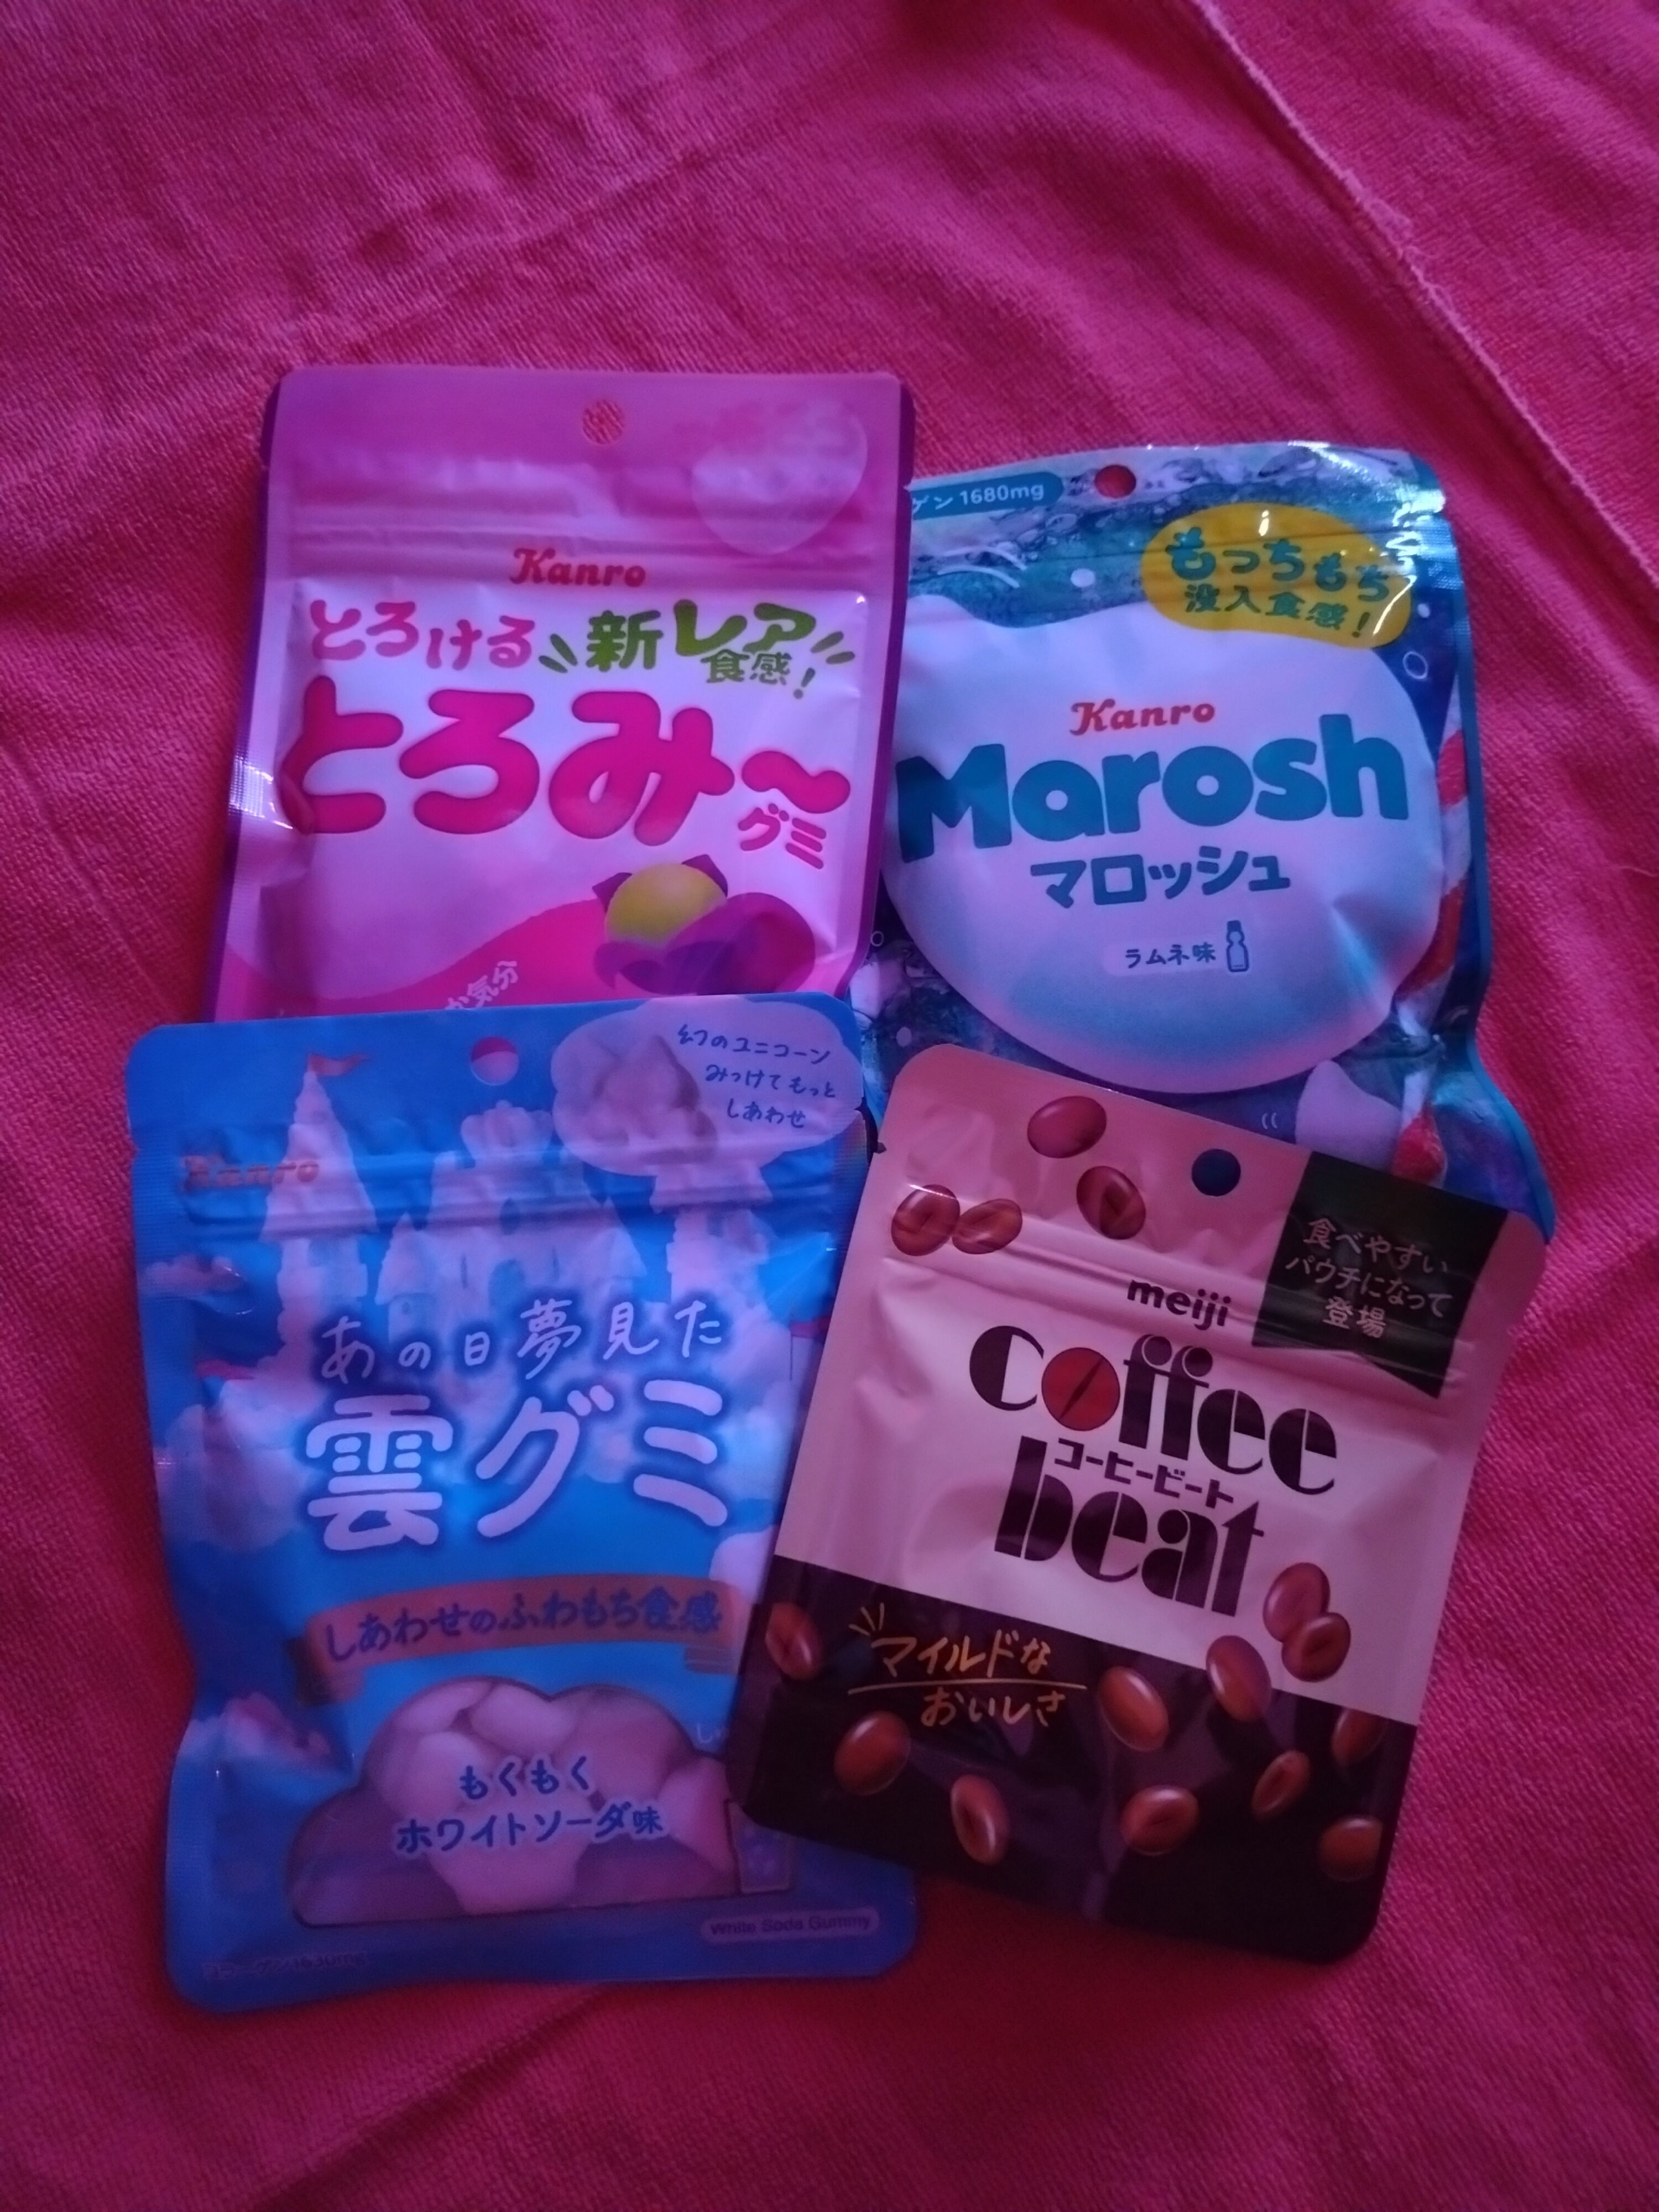 Kanro
とろける
新レア
食感!
とろみ〜
グミ
気分
ゲン 1680mg
もっちもち
没入食感!
Kanro
Marosh
マロッシュ
ラムネ味
幻のユニコーン
みっけてもっと
しあわせ
Kanro
あの日夢見た
雲グミ
しあわせのふわもち食感
もくもく
ホワイトソーダ味
White Soda Gummy
食べやすい
パウチになって
登場
meiji
coffee
コーヒービート
beat
マイルドな
おいしさ